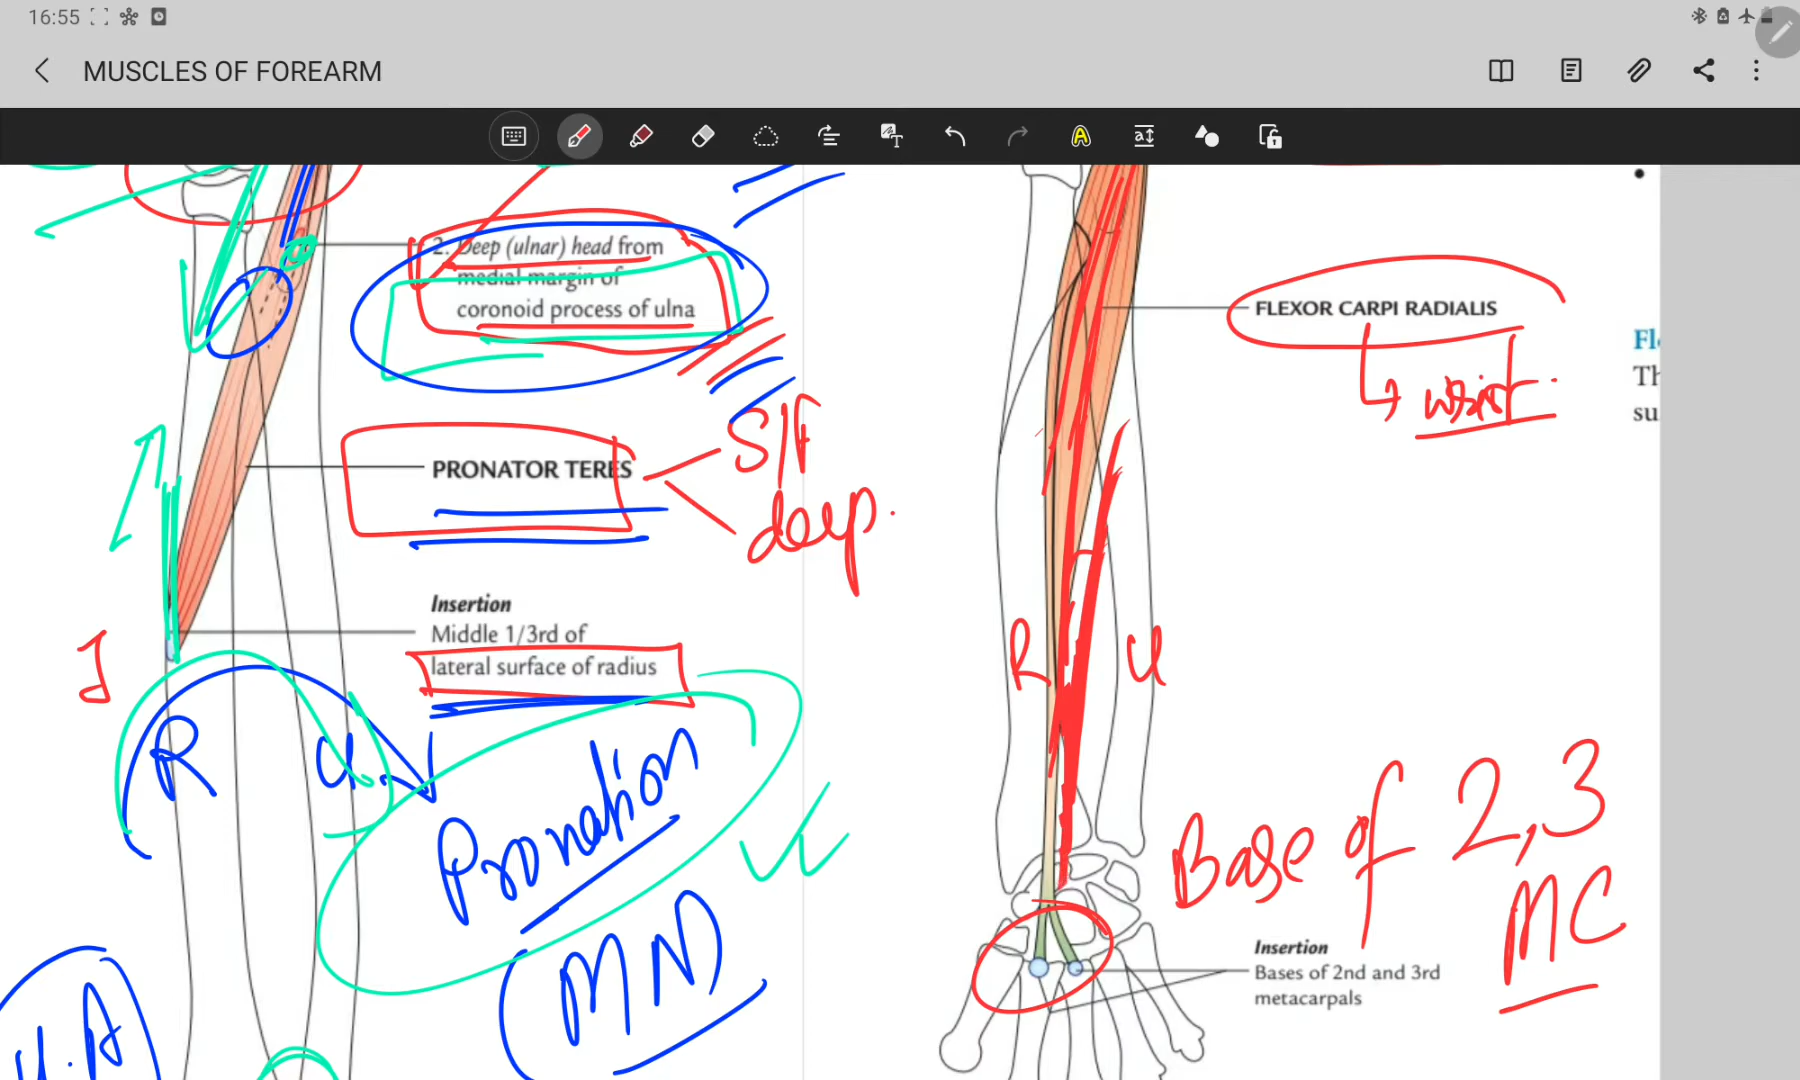 16:55
MUSCLES OF FOREARM
2. Deep (ulnar) head from
medial margin of
coronoid process of ulna
PRONATOR TERES
S/F
deep.
Insertion
Middle 1/3rd of
lateral surface of radius
I
R U
Pronation
MN
FLEXOR CARPI RADIALIS
wrist
R U
Base of 2,3
MC
Insertion
Bases of 2nd and 3rd
metacarpals
Th
su